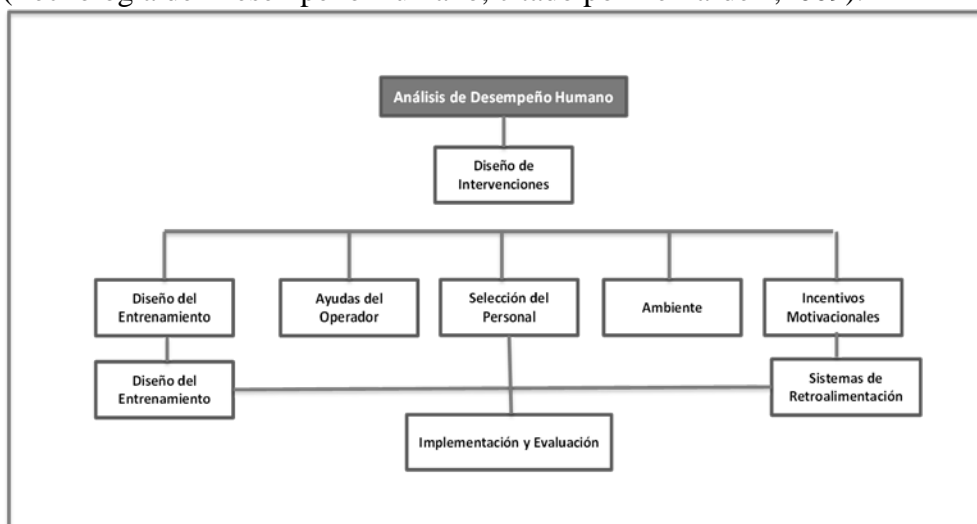 Análisis de Desempeño Humano
Diseño de
Intervenciones
Diseño del
Entrenamiento
Ayudas del
Operador
Selección del
Personal
Ambiente
Incentivos
Motivacionales
Diseño del
Entrenamiento
Sistemas de
Retroalimentación
Implementación y Evaluación